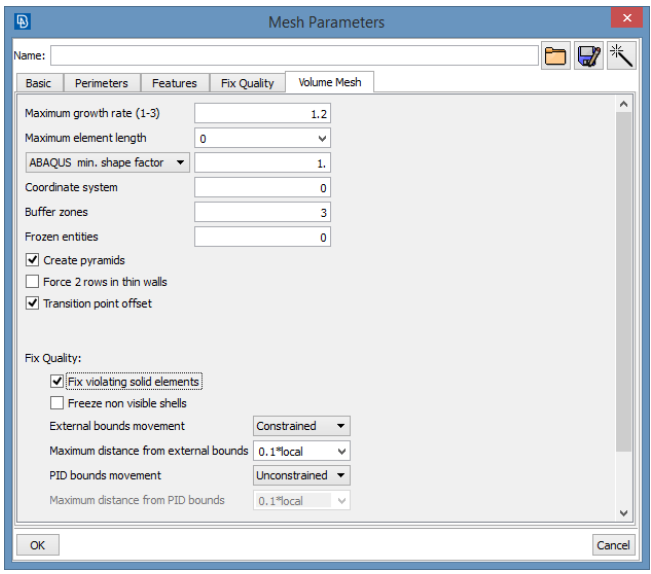 Mesh Parameters
Name:
Basic Perimeters Features Fix Quality Volume Mesh
Maximum growth rate (1-3) 1.2
Maximum element length 0
ABAQUS min. shape factor 1.
Coordinate system 0
Buffer zones 3
Frozen entities 0
Create pyramids
Force 2 rows in thin walls
Transition point offset
Fix Quality:
Fix violating solid elements
Freeze non visible shells
External bounds movement Constrained
Maximum distance from external bounds 0.1*local
PID bounds movement Unconstrained
Maximum distance from PID bounds 0.1*local
OK Cancel